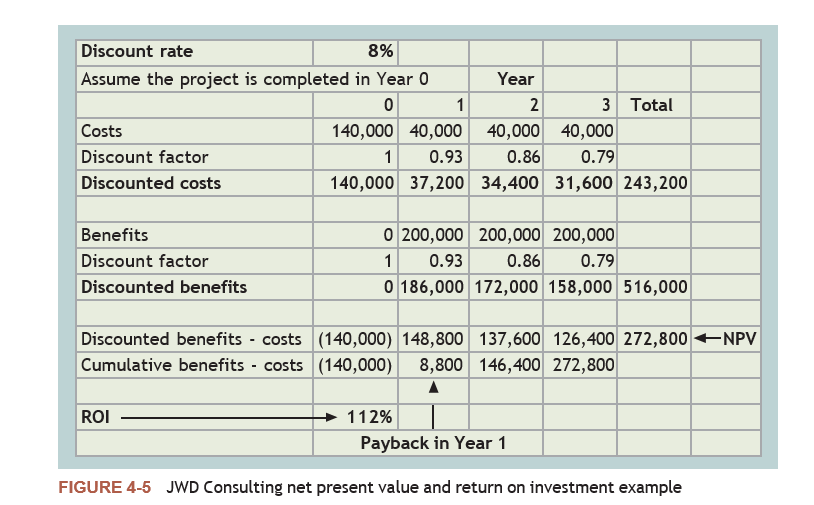 Discount rate 8%
Assume the project is completed in Year 0 Year
0 1 2 3 Total
Costs 140,000 40,000 40,000 40,000
Discount factor 1 0.93 0.86 0.79
Discounted costs 140,000 37,200 34,400 31,600 243,200
Benefits 0 200,000 200,000 200,000
Discount factor 1 0.93 0.86 0.79
Discounted benefits 0 186,000 172,000 158,000 516,000
Discounted benefits - costs (140,000) 148,800 137,600 126,400 272,800 NPV
Cumulative benefits - costs (140,000) 8,800 146,400 272,800
ROI 112%
Payback in Year 1
FIGURE 4-5 JWD Consulting net present value and return on investment example